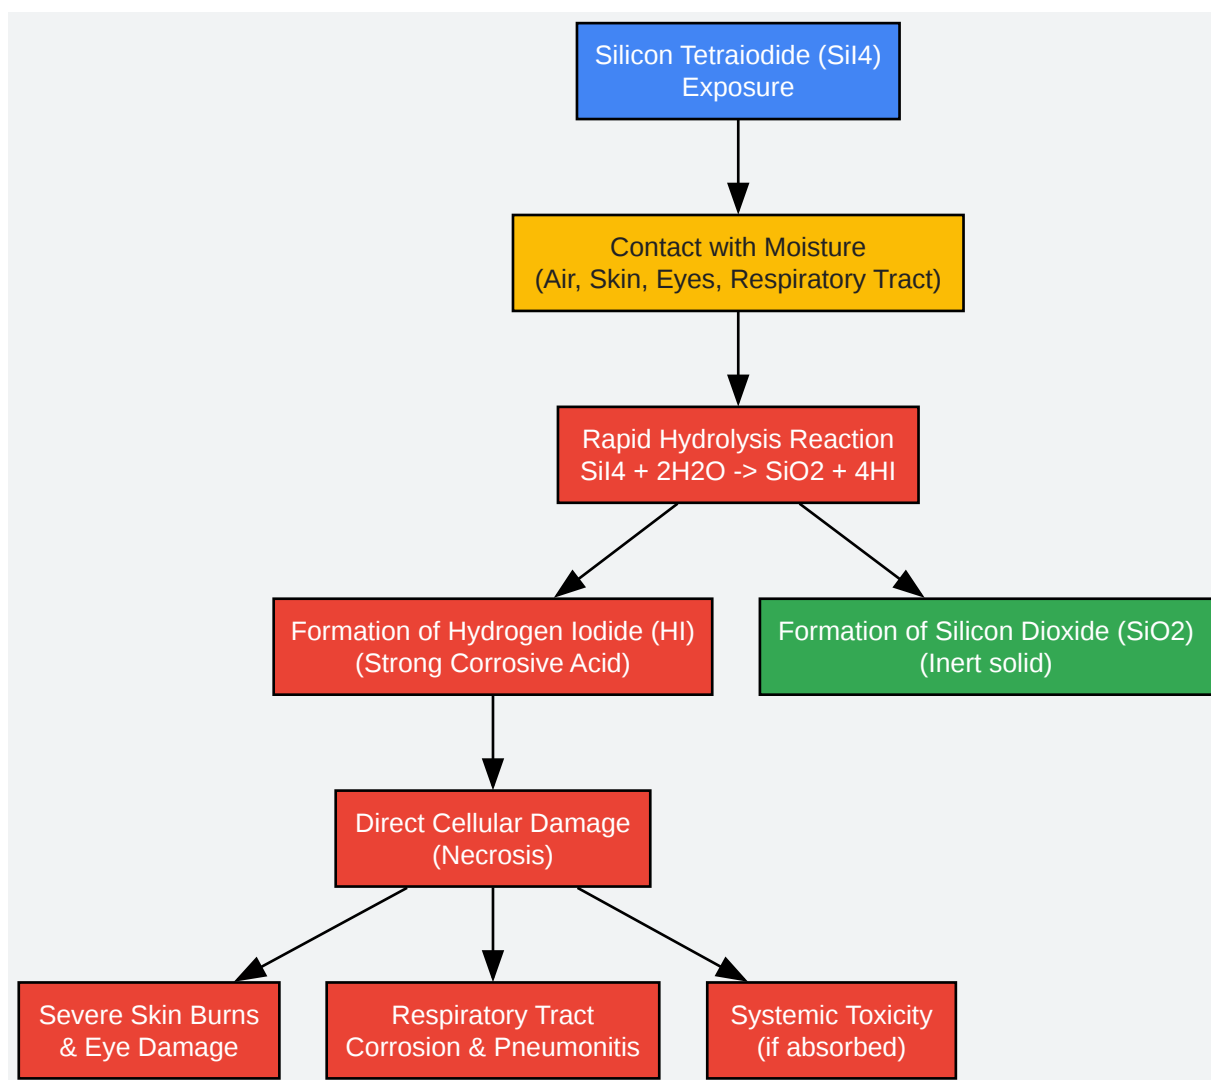 Silicon Tetraiodide (SiI4)
Exposure
Contact with Moisture
(Air, Skin, Eyes, Respiratory Tract)
Rapid Hydrolysis Reaction
SiI4 + 2H2O -> SiO2 + 4HI
Formation of Hydrogen Iodide (HI)
(Strong Corrosive Acid)
Formation of Silicon Dioxide (SiO2)
(Inert solid)
Direct Cellular Damage
(Necrosis)
Severe Skin Burns
& Eye Damage
Respiratory Tract
Corrosion & Pneumonitis
Systemic Toxicity
(if absorbed)